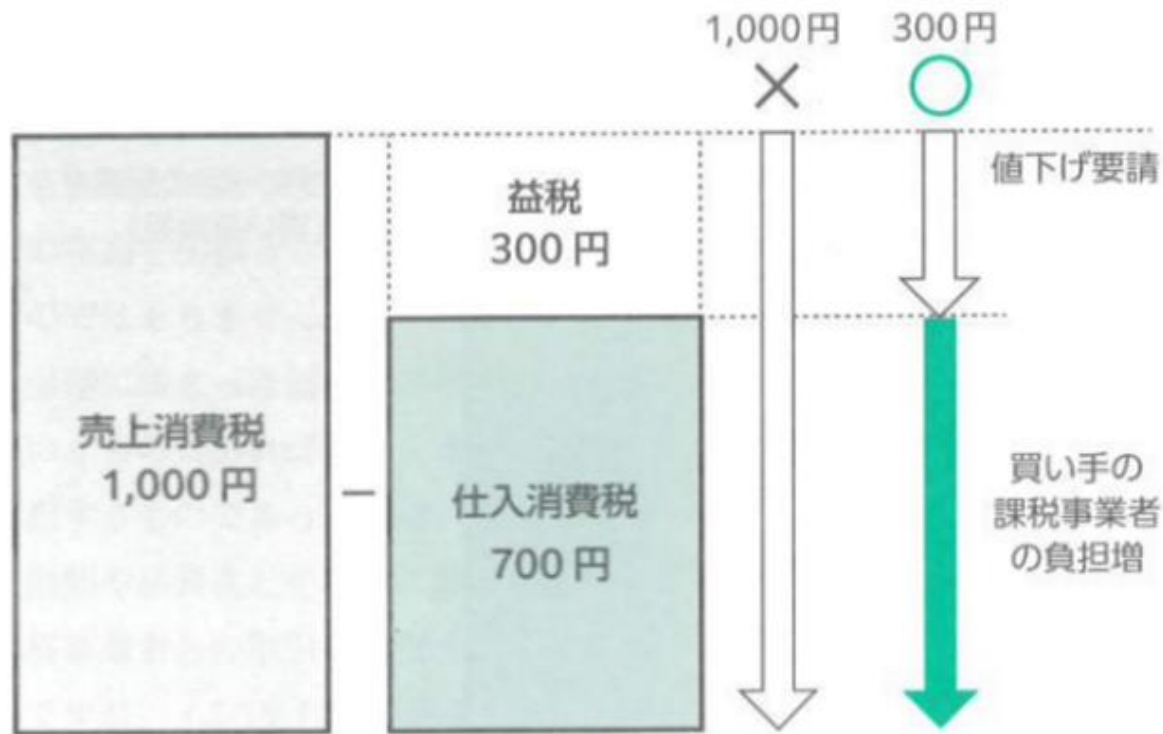 1,000円 300円
値下げ要請
益税
300円
売上消費税
1,000円
仕入消費税
700円
買い手の
課税事業者
の負担増